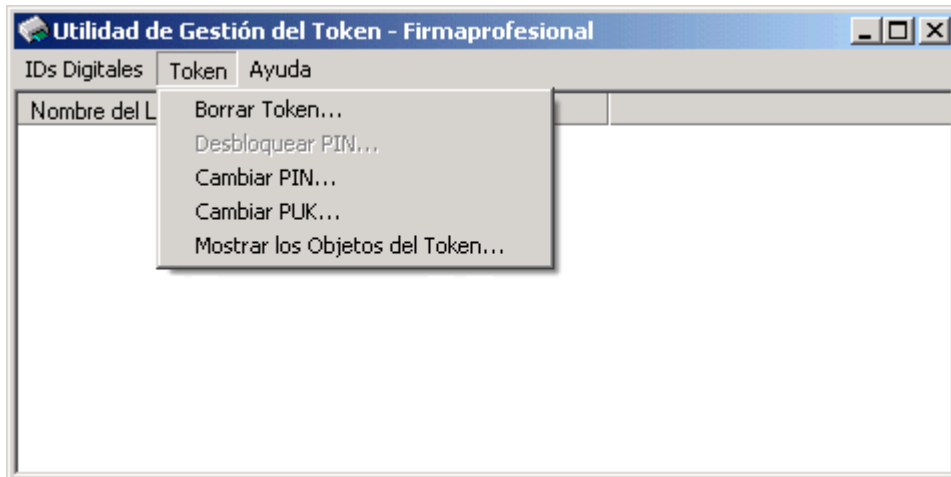 Utilidad de Gestión del Token - Firmaprofesional
IDs Digitales Token Ayuda
Nombre del L
Borrar Token...
Desbloquear PIN...
Cambiar PIN...
Cambiar PUK...
Mostrar los Objetos del Token...